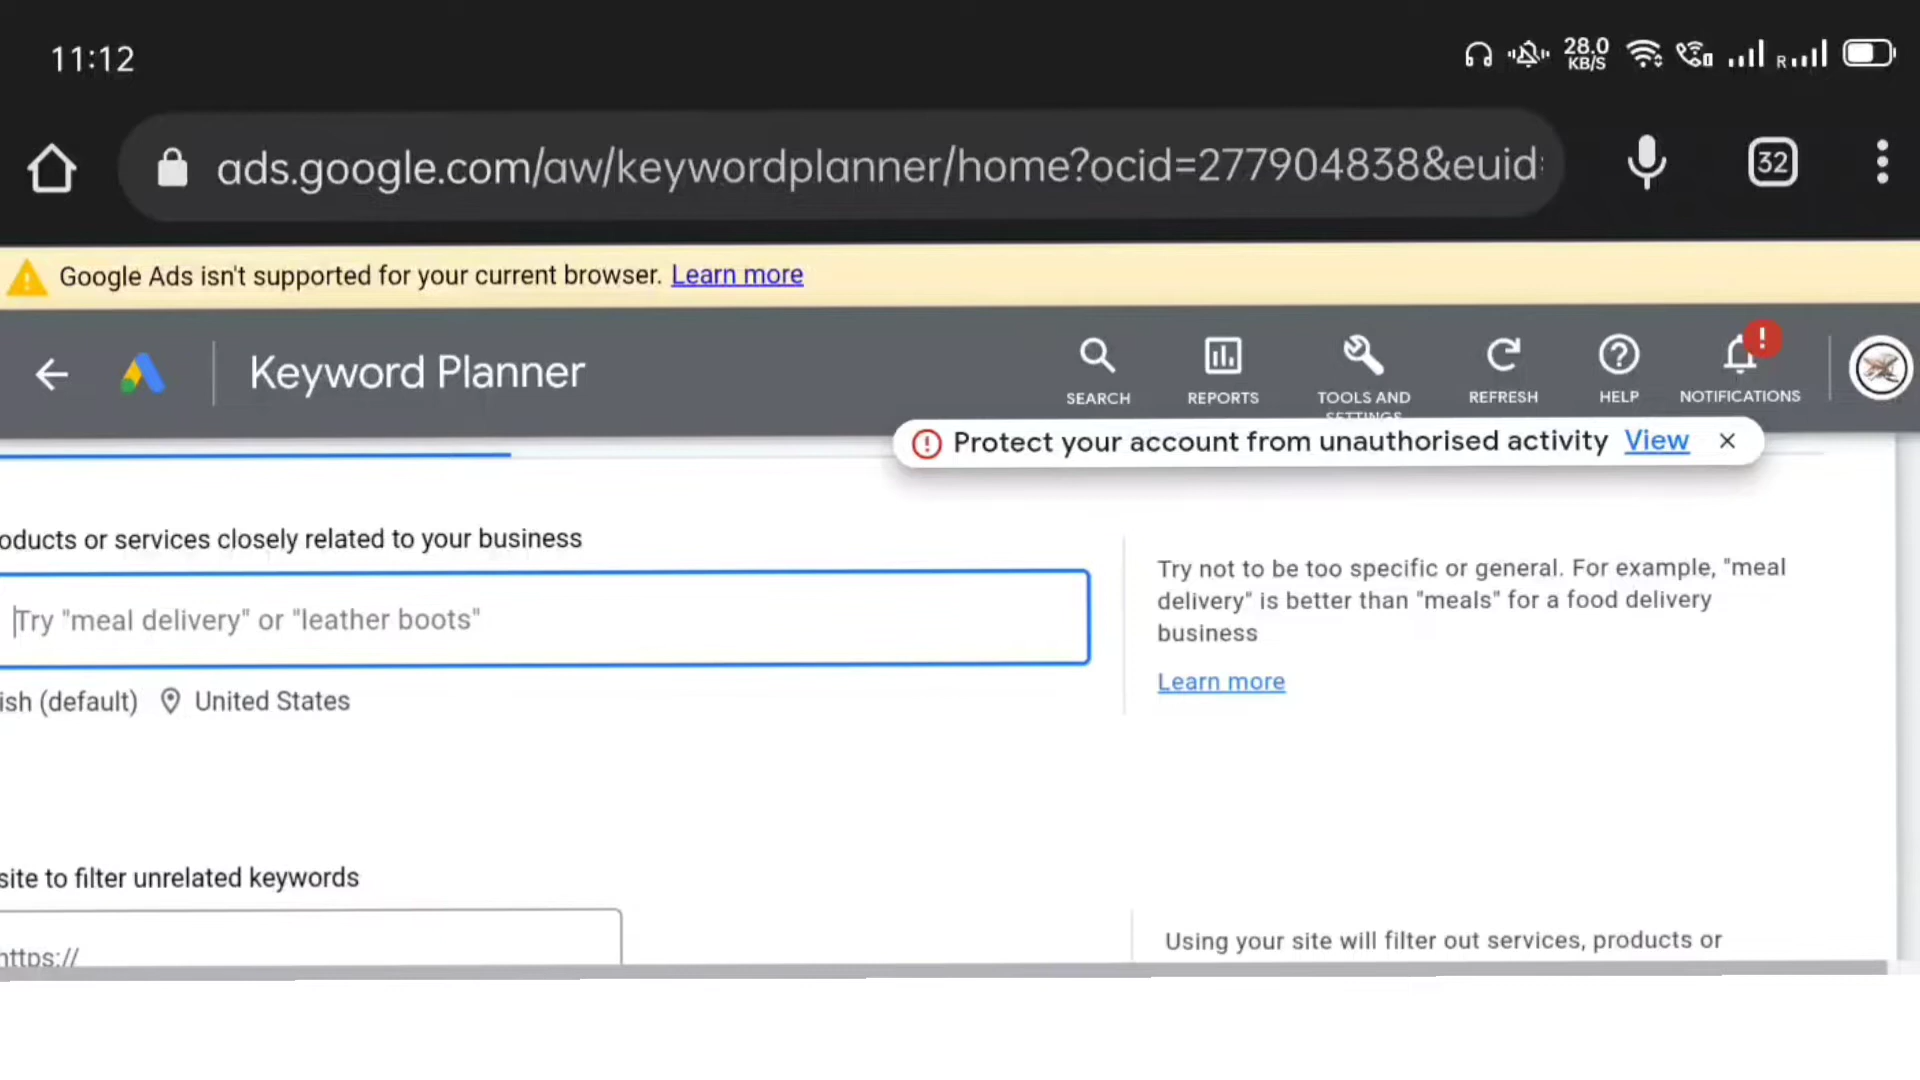 11:12
28.0
KB/S
R
ads.google.com/aw/keywordplanner/home?ocid=277904838&euid
32
Google Ads isn't supported for your current browser. Learn more
Keyword Planner
SEARCH
REPORTS
TOOLS AND
SETTINGS
REFRESH
HELP
NOTIFICATIONS
Protect your account from unauthorised activity View
oducts or services closely related to your business
Try "meal delivery" or "leather boots"
ish (default)
United States
Try not to be too specific or general. For example, "meal
delivery" is better than "meals" for a food delivery
business
Learn more
site to filter unrelated keywords
https://
Using your site will filter out services, products or